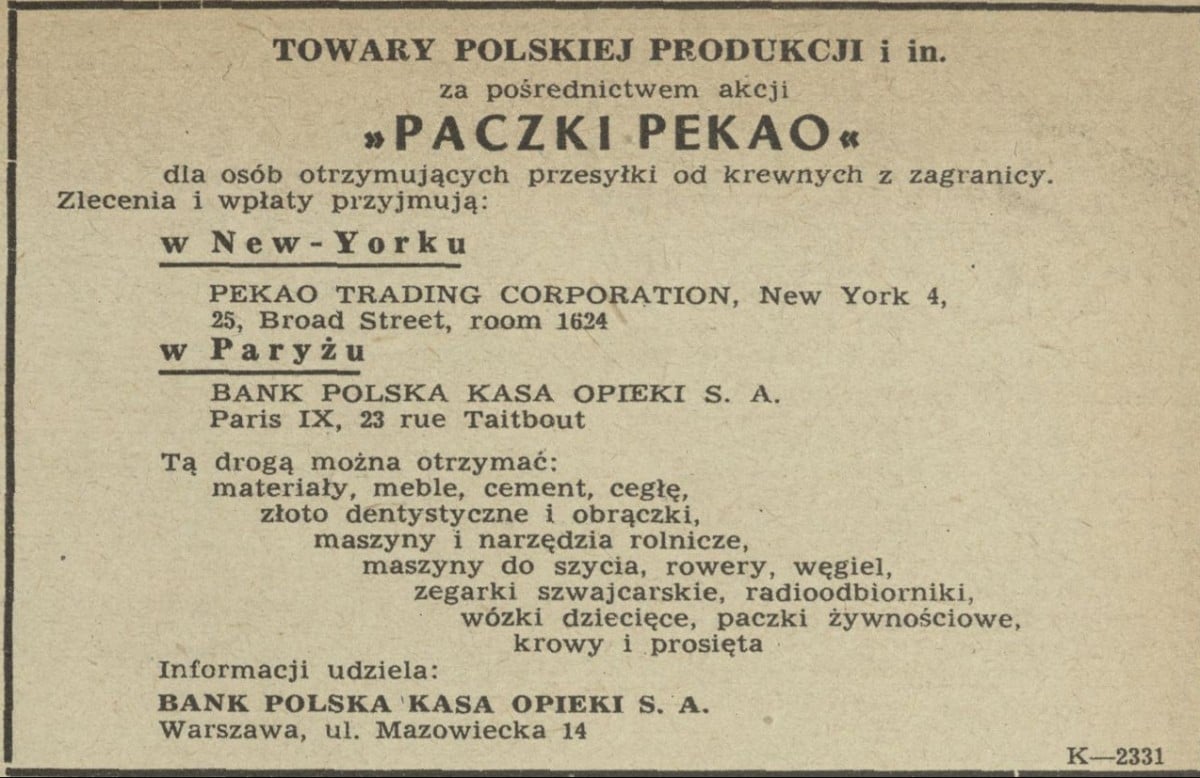 TOWARY POLSKIEJ PRODUKCJI i in.
za pośrednictwem akcji
»PACZKI PEKAO«
dla osób otrzymujących przesyłki od krewnych z zagranicy.
Zlecenia i wpłaty przyjmują:
w New-Yorku
PEKAO TRADING CORPORATION, New York 4,
25, Broad Street, room 1624
w Paryżu
BANK POLSKA KASA OPIEKI S. A.
Paris IX, 23 rue Taitbout
Tą drogą można otrzymać:
materiały, meble, cement, cegłę,
złoto dentystyczne i obrączki,
maszyny i narzędzia rolnicze,
maszyny do szycia, rowery, węgiel,
zegarki szwajcarskie, radioodbiorniki,
wózki dziecięce, paczki żywnościowe,
krowy i prosięta
Informacji udziela:
BANK POLSKA KASA OPIEKI S. A.
Warszawa, ul. Mazowiecka 14
K—2331